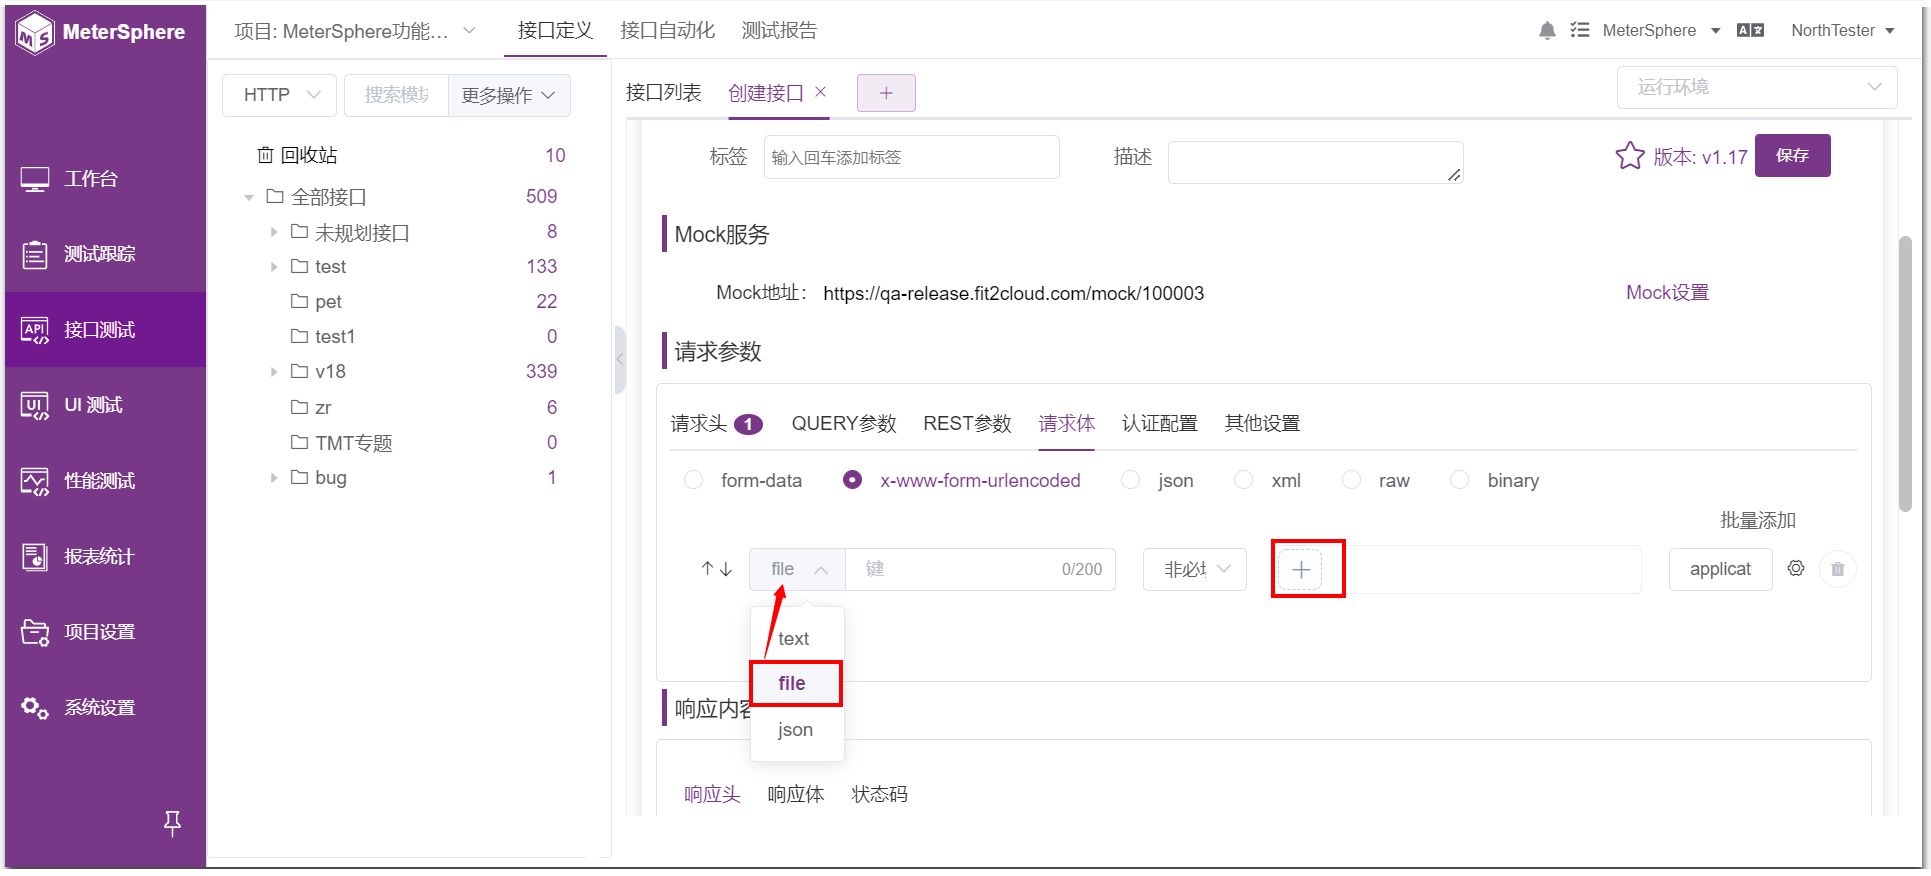 MeterSphere
项目: MeterSphere功能...
接口定义
接口自动化
测试报告
MeterSphere
NorthTester
工作台
测试跟踪
API
接口测试
UI
UI 测试
性能测试
报表统计
项目设置
系统设置
HTTP
搜索模块
更多操作
回收站 10
全部接口 509
未规划接口 8
test 133
pet 22
test1 0
v18 339
zr 6
TMT专题 0
bug 1
接口列表
创建接口 ×
+
运行环境
标签
输入回车添加标签
描述
版本: v1.17
保存
Mock服务
Mock地址： https://qa-release.fit2cloud.com/mock/100003
Mock设置
请求参数
请求头 1
QUERY参数
REST参数
请求体
认证配置
其他设置
form-data
x-www-form-urlencoded
json
xml
raw
binary
批量添加
file
键
0/200
非必
+
applicat
text
file
json
响应内
响应头
响应体
状态码